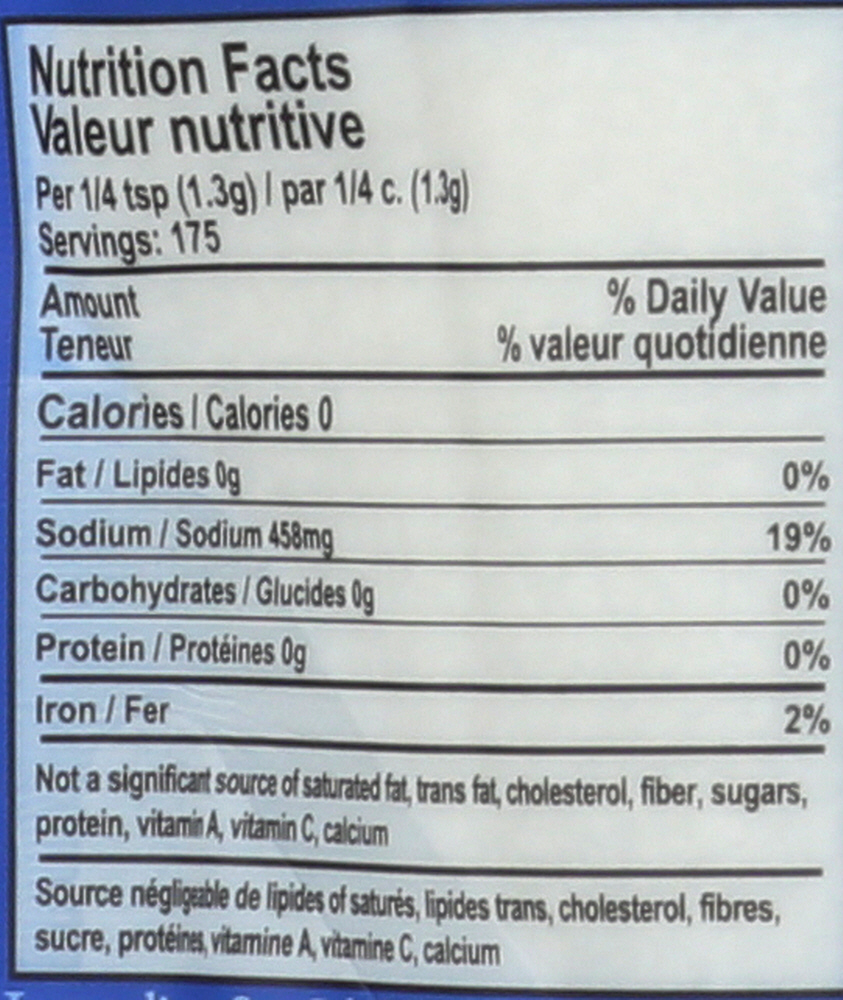 Nutrition Facts
Valeur nutritive
Per 1/4 tsp (1.3g) / par 1/4 c. (1.3g)
Servings: 175
Amount % Daily Value
Teneur % valeur quotidienne
Calories / Calories 0
Fat / Lipides 0g 0%
Sodium / Sodium 458mg 19%
Carbohydrates / Glucides 0g 0%
Protein / Protéines 0g 0%
Iron / Fer 2%
Not a significant source of saturated fat, trans fat, cholesterol, fiber, sugars,
protein, vitamin A, vitamin C, calcium
Source négligeable de lipides of saturés, lipides trans, cholesterol, fibres,
sucre, protéines, vitamine A, vitamine C, calcium